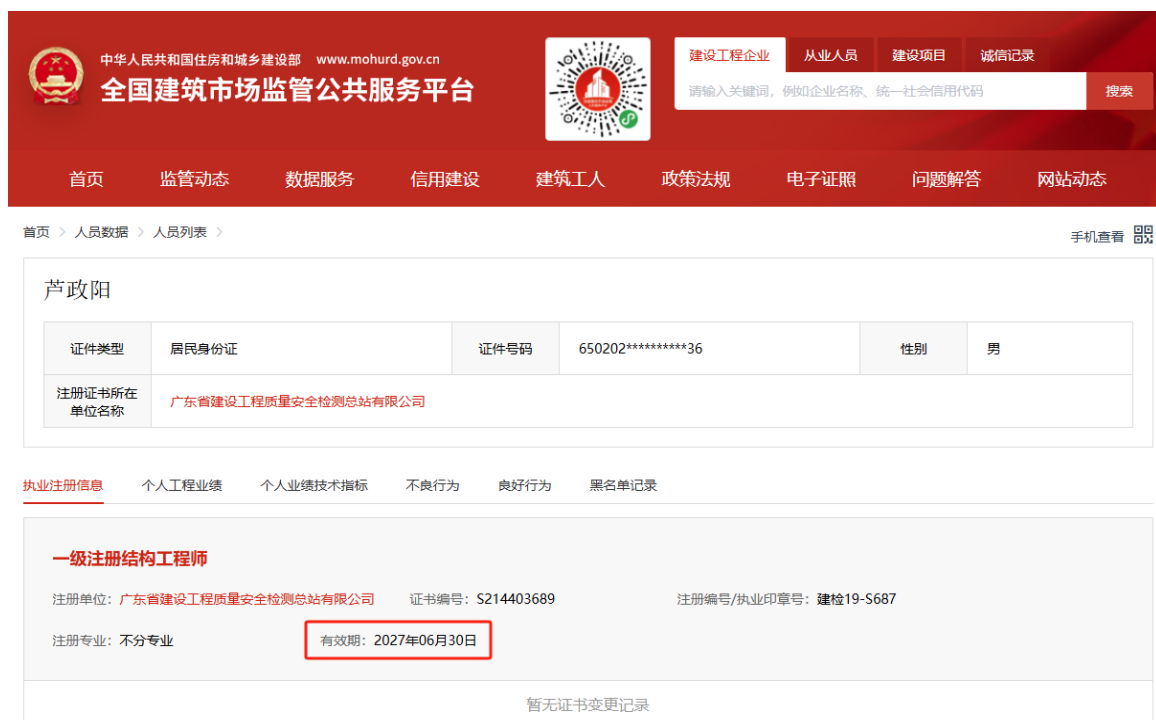 中华人民共和国住房和城乡建设部 www.mohurd.gov.cn
全国建筑市场监管公共服务平台
建设工程企业 从业人员 建设项目 诚信记录
请输入关键词，例如企业名称、统一社会信用代码 搜索
首页 监管动态 数据服务 信用建设 建筑工人 政策法规 电子证照 问题解答 网站动态
首页 > 人员数据 > 人员列表 >
手机查看
芦政阳
证件类型 居民身份证 证件号码 650202**********36 性别 男
注册证书所在
单位名称
广东省建设工程质量安全检测总站有限公司
执业注册信息 个人工程业绩 个人业绩技术指标 不良行为 良好行为 黑名单记录
一级注册结构工程师
注册单位：广东省建设工程质量安全检测总站有限公司 证书编号：S214403689 注册编号/执业印章号：建检19-S687
注册专业：不分专业 有效期：2027年06月30日
暂无证书变更记录